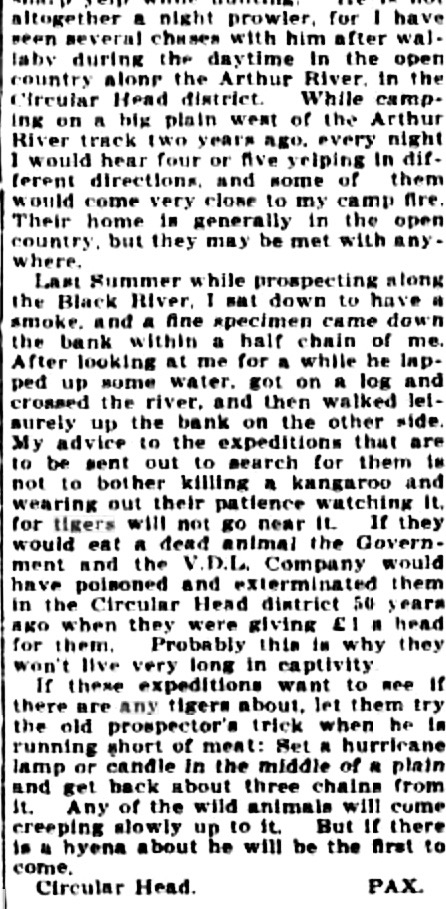 sharp yelp while hunting. He is not
altogether a night prowler, for I have
seen several chases with him after wal-
laby during the daytime in the open
country along the Arthur River, in the
Circular Head district. While camp-
ing on a big plain west of the Arthur
River track two years ago, every night
I would hear four or five yelping in dif-
ferent directions, and some of them
would come very close to my camp fire.
Their home is generally in the open
country, but they may be met with any-
where.
Last Summer while prospecting along
the Black River, I sat down to have a
smoke, and a fine specimen came down
the bank within a half chain of me.
After looking at me for a while he lap-
ped up some water, got on a log and
crossed the river, and then walked lei-
surely up the bank on the other side.
My advice to the expeditions that are
to be sent out to search for them is
not to bother killing a kangaroo and
wearing out their patience watching it,
for tigers will not go near it. If they
would eat a dead animal the Govern-
ment and the V.D.L. Company would
have poisoned and exterminated them
in the Circular Head district 50 years
ago when they were giving £1 a head
for them. Probably this is why they
won't live very long in captivity
If these expeditions want to see if
there are any tigers about, let them try
the old prospector's trick when he is
running short of meat: Set a hurricane
lamp or candle in the middle of a plain
and get back about three chains from
it. Any of the wild animals will come
creeping slowly up to it. But if there
is a hyena about he will be the first to
come.
Circular Head. PAX.